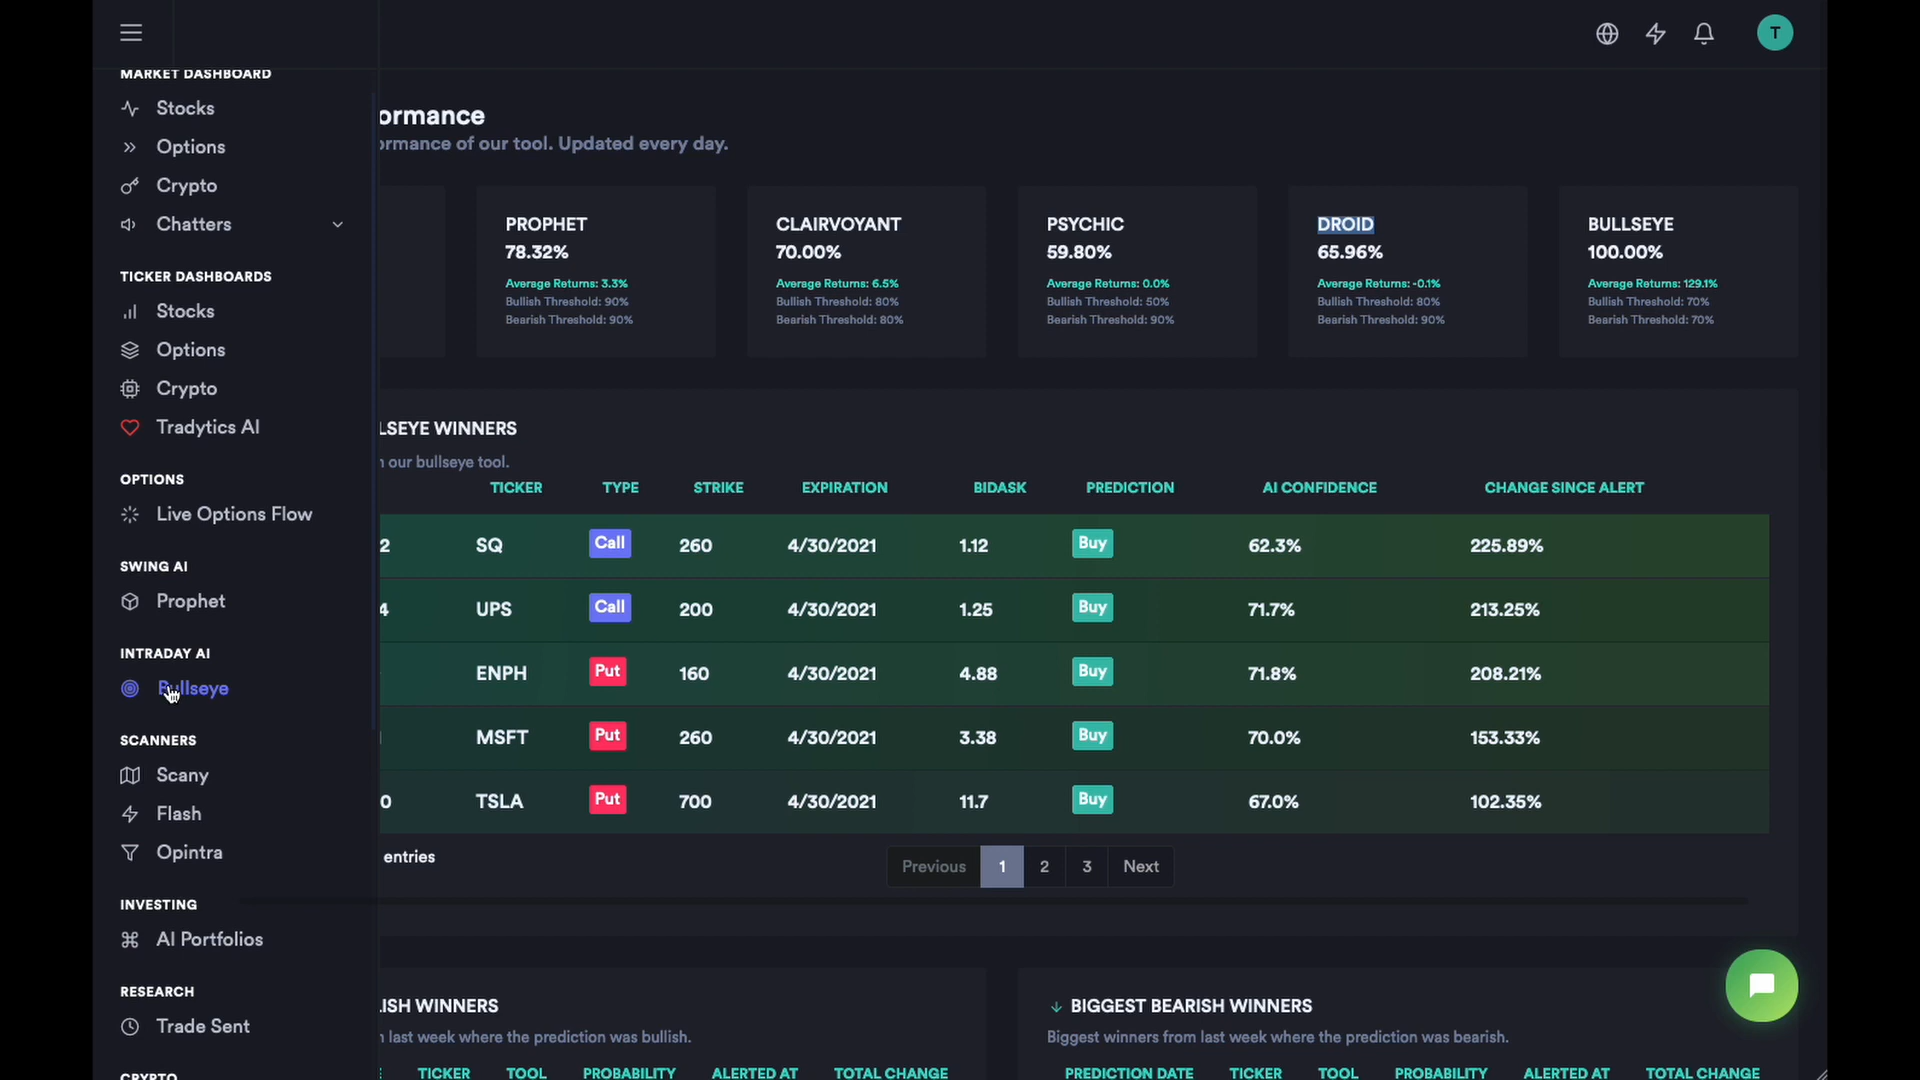 T
MARKET DASHBOARD
Stocks
Options
Crypto
Chatters
TICKER DASHBOARDS
Stocks
Options
Crypto
Tradytics AI
OPTIONS
Live Options Flow
SWING AI
Prophet
INTRADAY AI
Bullseye
SCANNERS
Scany
Flash
Opintra
INVESTING
AI Portfolios
RESEARCH
Trade Sent
CRYPTO
ormance
ormance of our tool. Updated every day.
PROPHET
78.32%
Average Returns: 3.3%
Bullish Threshold: 90%
Bearish Threshold: 90%
CLAIRVOYANT
70.00%
Average Returns: 6.5%
Bullish Threshold: 80%
Bearish Threshold: 80%
PSYCHIC
59.80%
Average Returns: 0.0%
Bullish Threshold: 50%
Bearish Threshold: 90%
DROID
65.96%
Average Returns: -0.1%
Bullish Threshold: 80%
Bearish Threshold: 90%
BULLSEYE
100.00%
Average Returns: 129.1%
Bullish Threshold: 70%
Bearish Threshold: 70%
LSEYE WINNERS
our bullseye tool.
TICKER TYPE STRIKE EXPIRATION BIDASK PREDICTION AI CONFIDENCE CHANGE SINCE ALERT
2 SQ Call 260 4/30/2021 1.12 Buy 62.3% 225.89%
4 UPS Call 200 4/30/2021 1.25 Buy 71.7% 213.25%
ENPH Put 160 4/30/2021 4.88 Buy 71.8% 208.21%
MSFT Put 260 4/30/2021 3.38 Buy 70.0% 153.33%
0 TSLA Put 700 4/30/2021 11.7 Buy 67.0% 102.35%
entries
Previous 1 2 3 Next
ISH WINNERS
last week where the prediction was bullish.
TICKER TOOL PROBABILITY ALERTED AT TOTAL CHANGE
BIGGEST BEARISH WINNERS
Biggest winners from last week where the prediction was bearish.
PREDICTION DATE TICKER TOOL PROBABILITY ALERTED AT TOTAL CHANGE